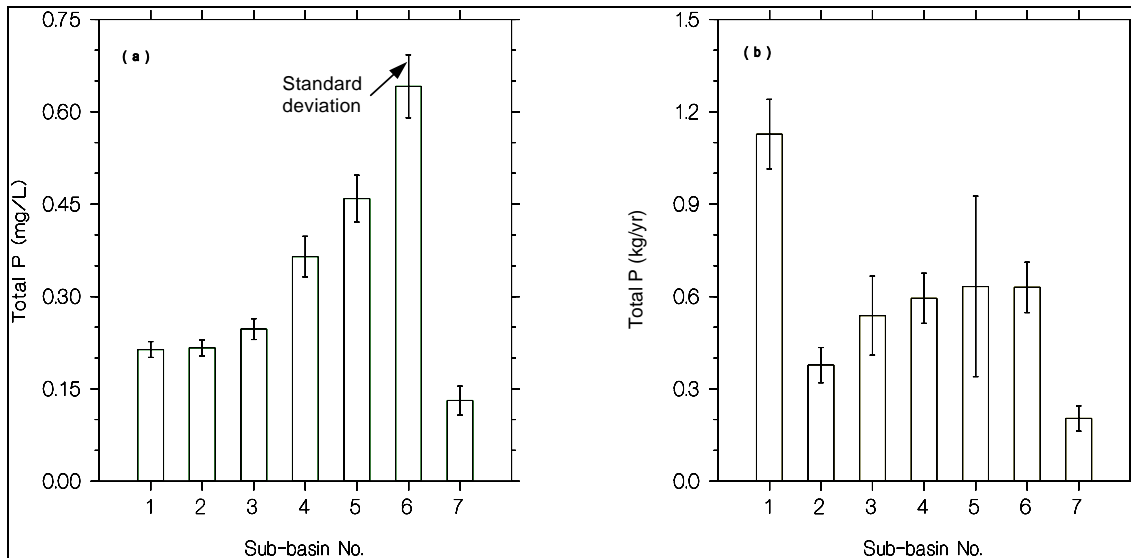 (a)
Standard
deviation
Total P (mg/L)
0.75
0.60
0.45
0.30
0.15
0.00
1 2 3 4 5 6 7
Sub-basin No.
(b)
Total P (kg/yr)
1.5
1.2
0.9
0.6
0.3
0.0
1 2 3 4 5 6 7
Sub-basin No.